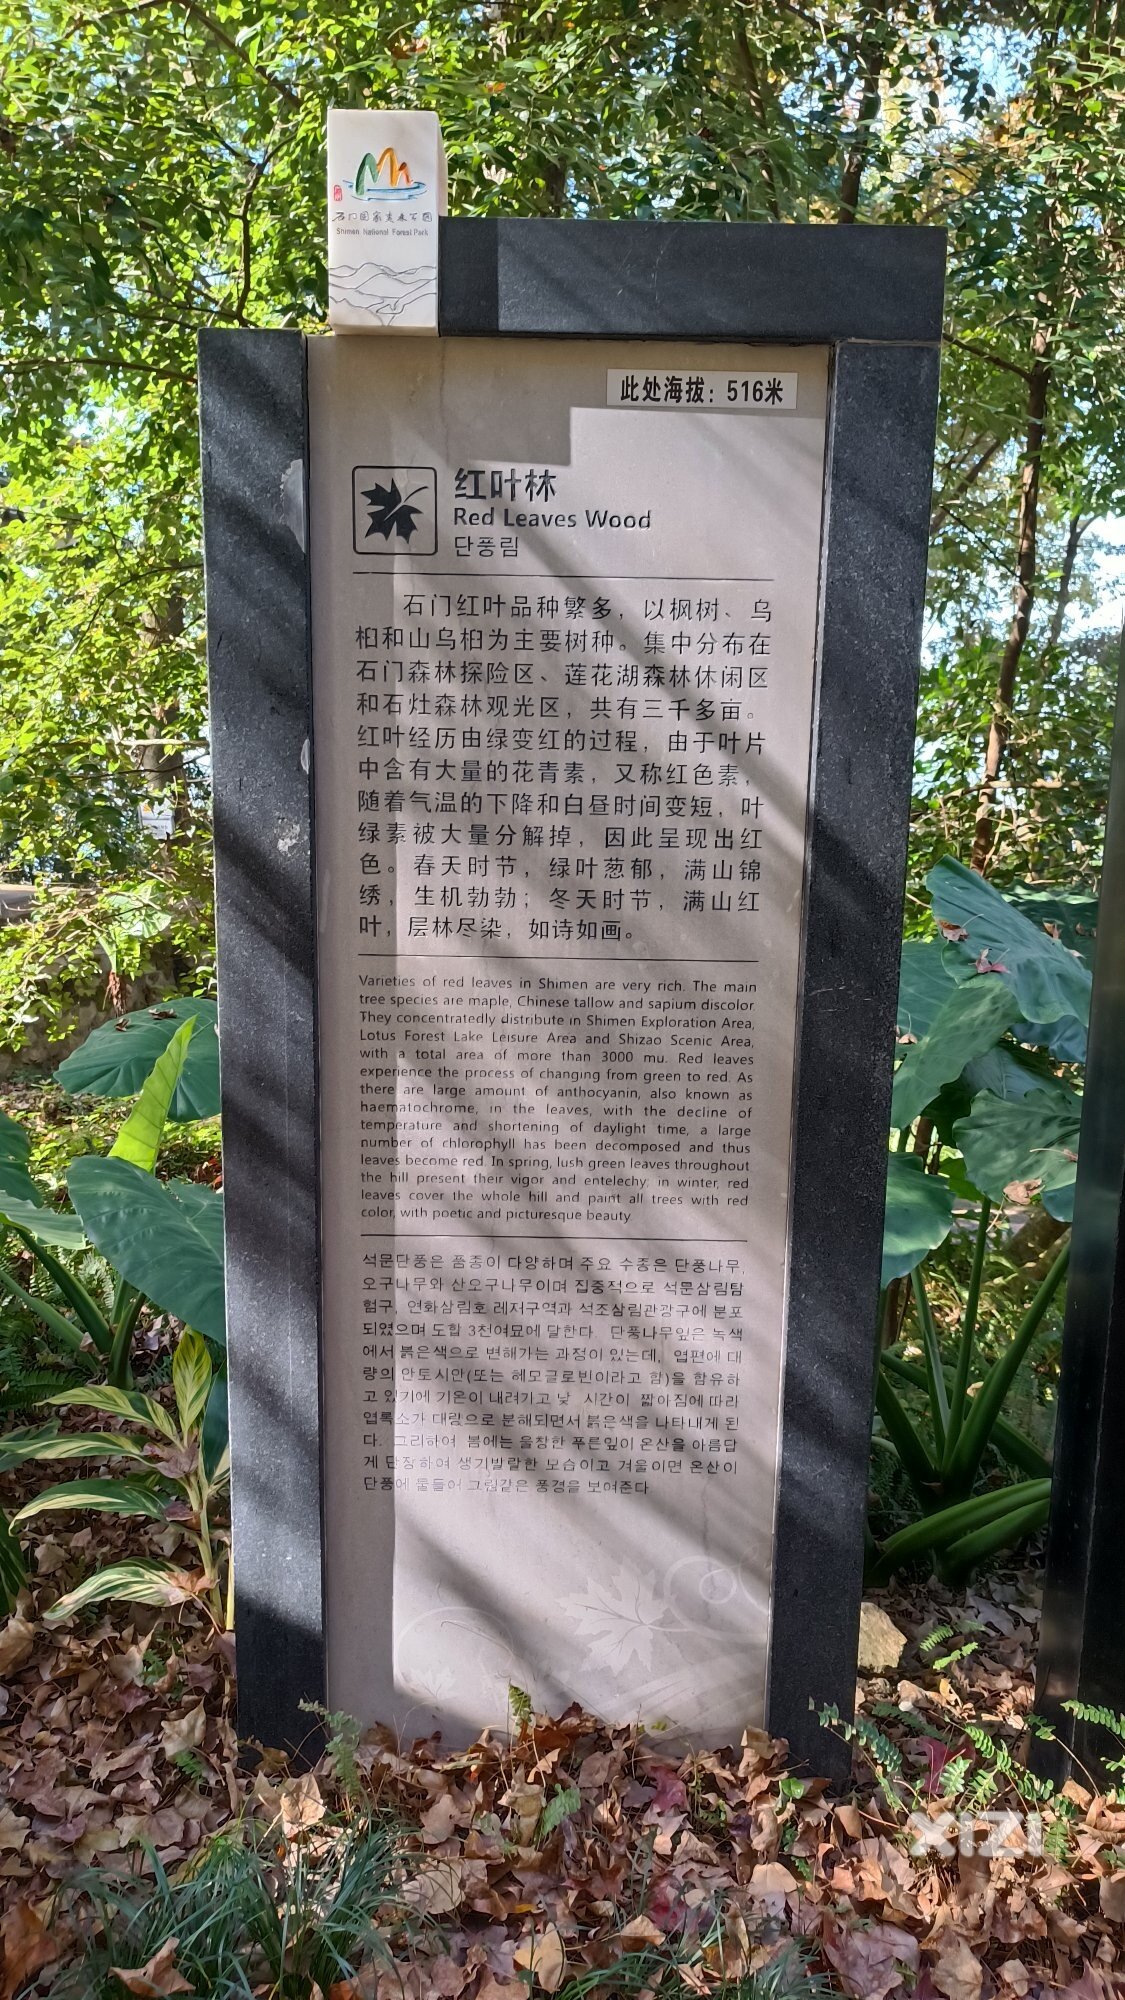 石门国家森林公园
Shimen National Forest Park
此处海拔：516米
红叶林
Red Leaves Wood
단풍림
石门红叶品种繁多，以枫树、乌
桕和山乌桕为主要树种。集中分布在
石门森林探险区、莲花湖森林休闲区
和石灶森林观光区，共有三千多亩。
红叶经历由绿变红的过程，由于叶片
中含有大量的花青素，又称红色素，
随着气温的下降和白昼时间变短，叶
绿素被大量分解掉，因此呈现出红
色。春天时节，绿叶葱郁，满山锦
绣，生机勃勃；冬天时节，满山红
叶，层林尽染，如诗如画。
Varieties of red leaves in Shimen are very rich. The main
tree species are maple, Chinese tallow and sapium discolor.
They concentratedly distribute in Shimen Exploration Area,
Lotus Forest Lake Leisure Area and Shizao Scenic Area,
with a total area of more than 3000 mu. Red leaves
experience the process of changing from green to red. As
there are large amount of anthocyanin, also known as
haematochrome, in the leaves, with the decline of
temperature and shortening of daylight time, a large
number of chlorophyll has been decomposed and thus
leaves become red. In spring, lush green leaves throughout
the hill present their vigor and entelechy; in winter, red
leaves cover the whole hill and paint all trees with red
color, with poetic and picturesque beauty.
석문단풍은 품종이 다양하며 주요 수종은 단풍나무,
오구나무와 산오구나무이며 집중적으로 석문삼림탐
험구, 연화삼림호 레저구역과 석조삼림관광구에 분포
되였으며 도합 3천여묘에 달한다. 단풍나무잎은 녹색
에서 붉은색으로 변해가는 과정이 있는데, 엽편에 대
량의 안토시안(또는 헤모글로빈이라고 함)을 함유하
고 있기에 기온이 내려가고 낮 시간이 짧아짐에 따라
엽록소가 대량으로 분해되면서 붉은색을 나타내게 된
다. 그리하여 봄에는 울창한 푸른잎이 온산을 아름답
게 단장하여 생기발랄한 모습이고 겨울이면 온산이
단풍에 물들어 그림같은 풍경을 보여준다
XIZI